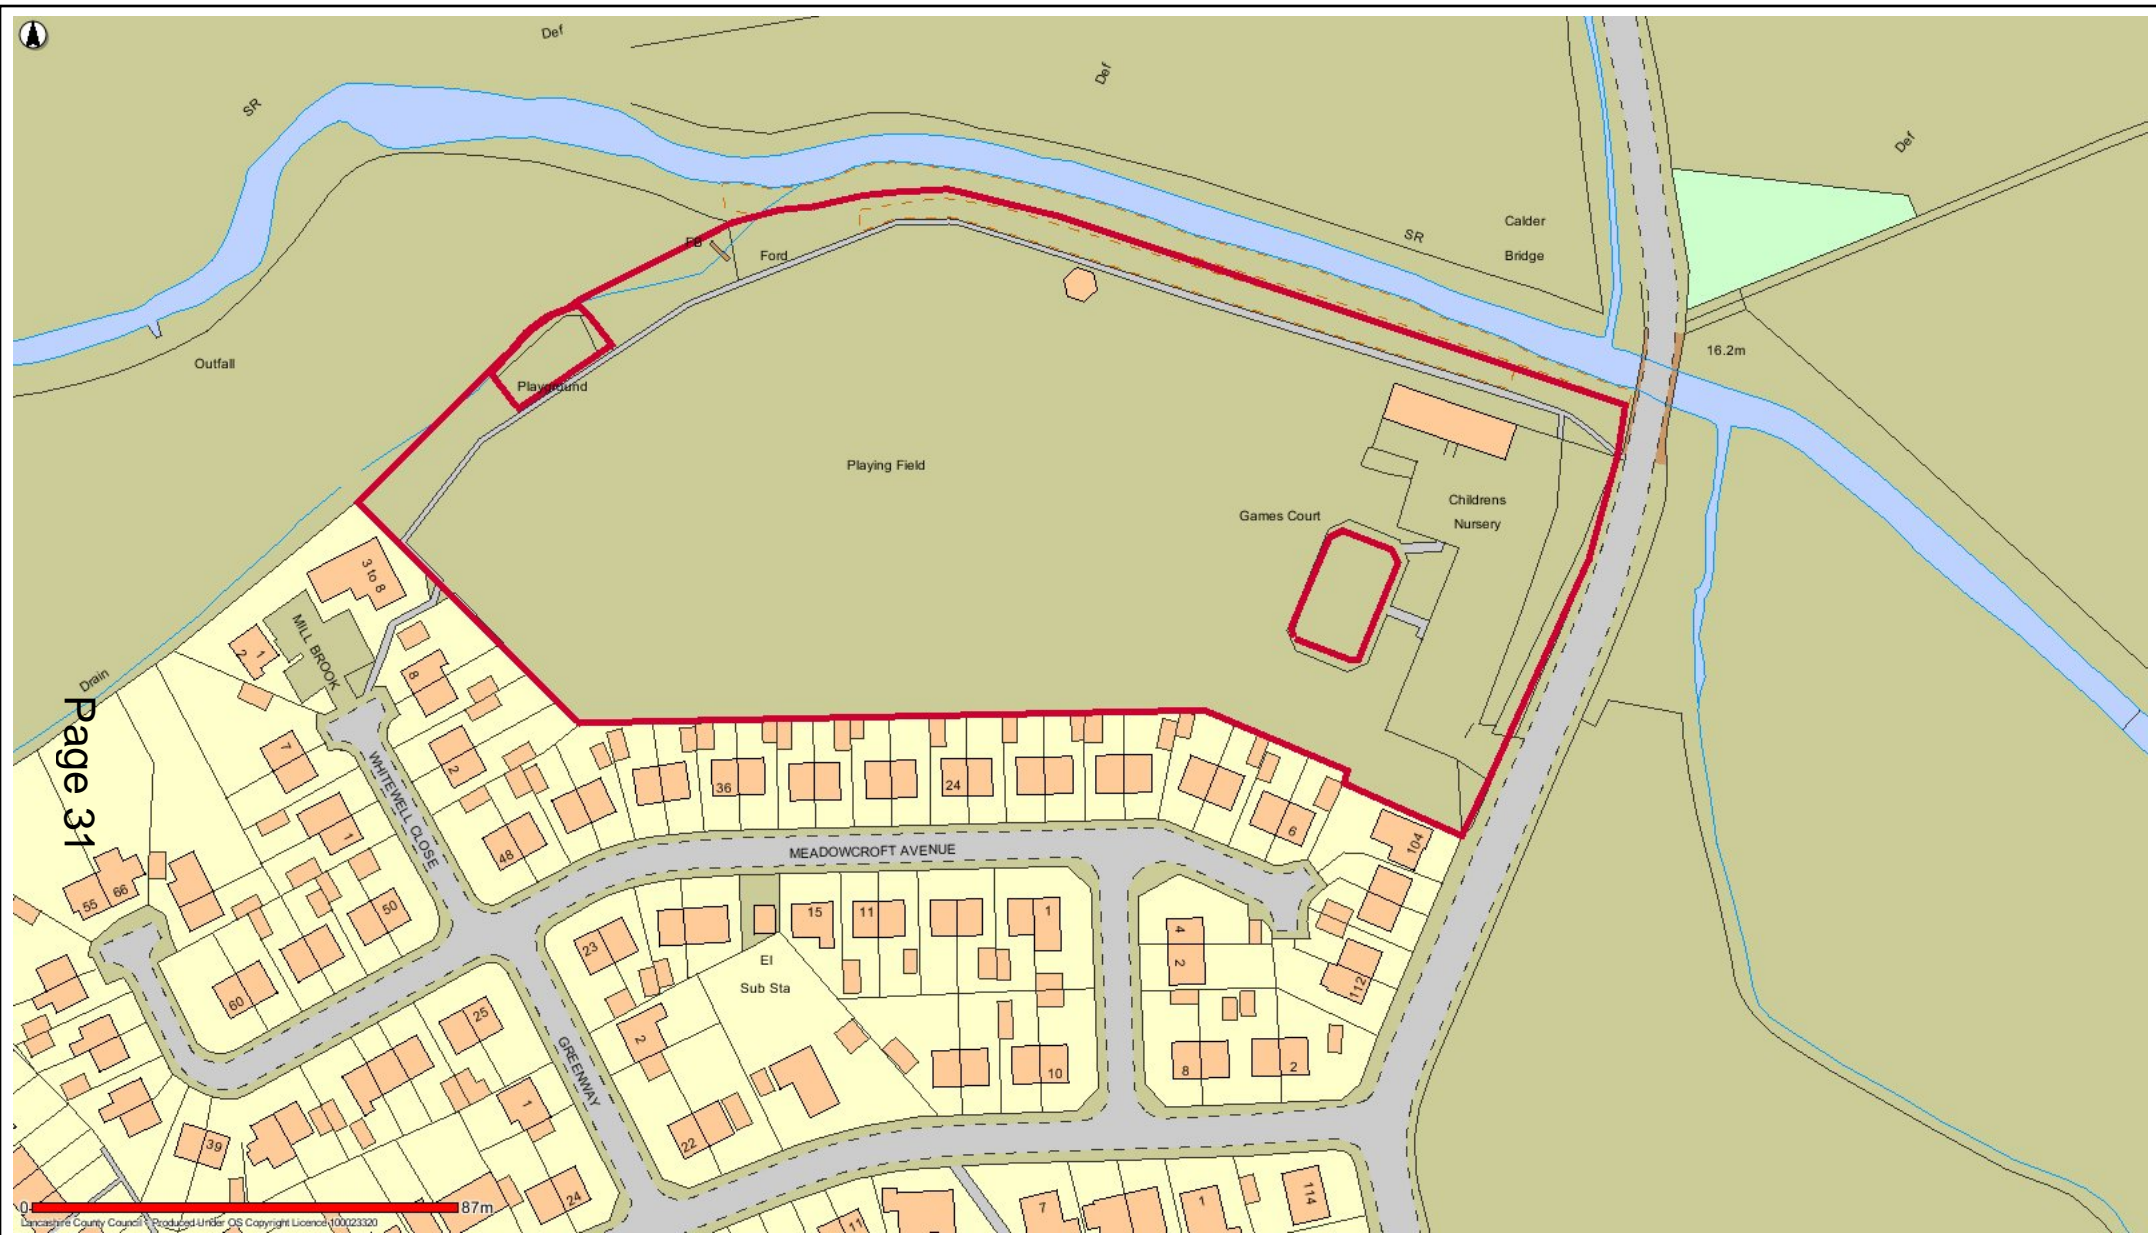 Def
Def
SR
Def
Calder
Bridge
SR
FB
Ford
16.2m
Outfall
Playground
Playing Field
Childrens
Nursery
Games Court
3 to 8
MILL BROOK
1
2
8
Drain
Page 31
7
2
WHITEWELL CLOSE
36
24
1
48
6
104
MEADOWCROFT AVENUE
66
55
50
23
15
11
1
4
2
El
Sub Sta
112
60
25
2
GREENWAY
10
8
2
1
22
39
24
7
1
114
11
0
87m
Lancashire County Council - Produced Under OS Copyright Licence 100023320